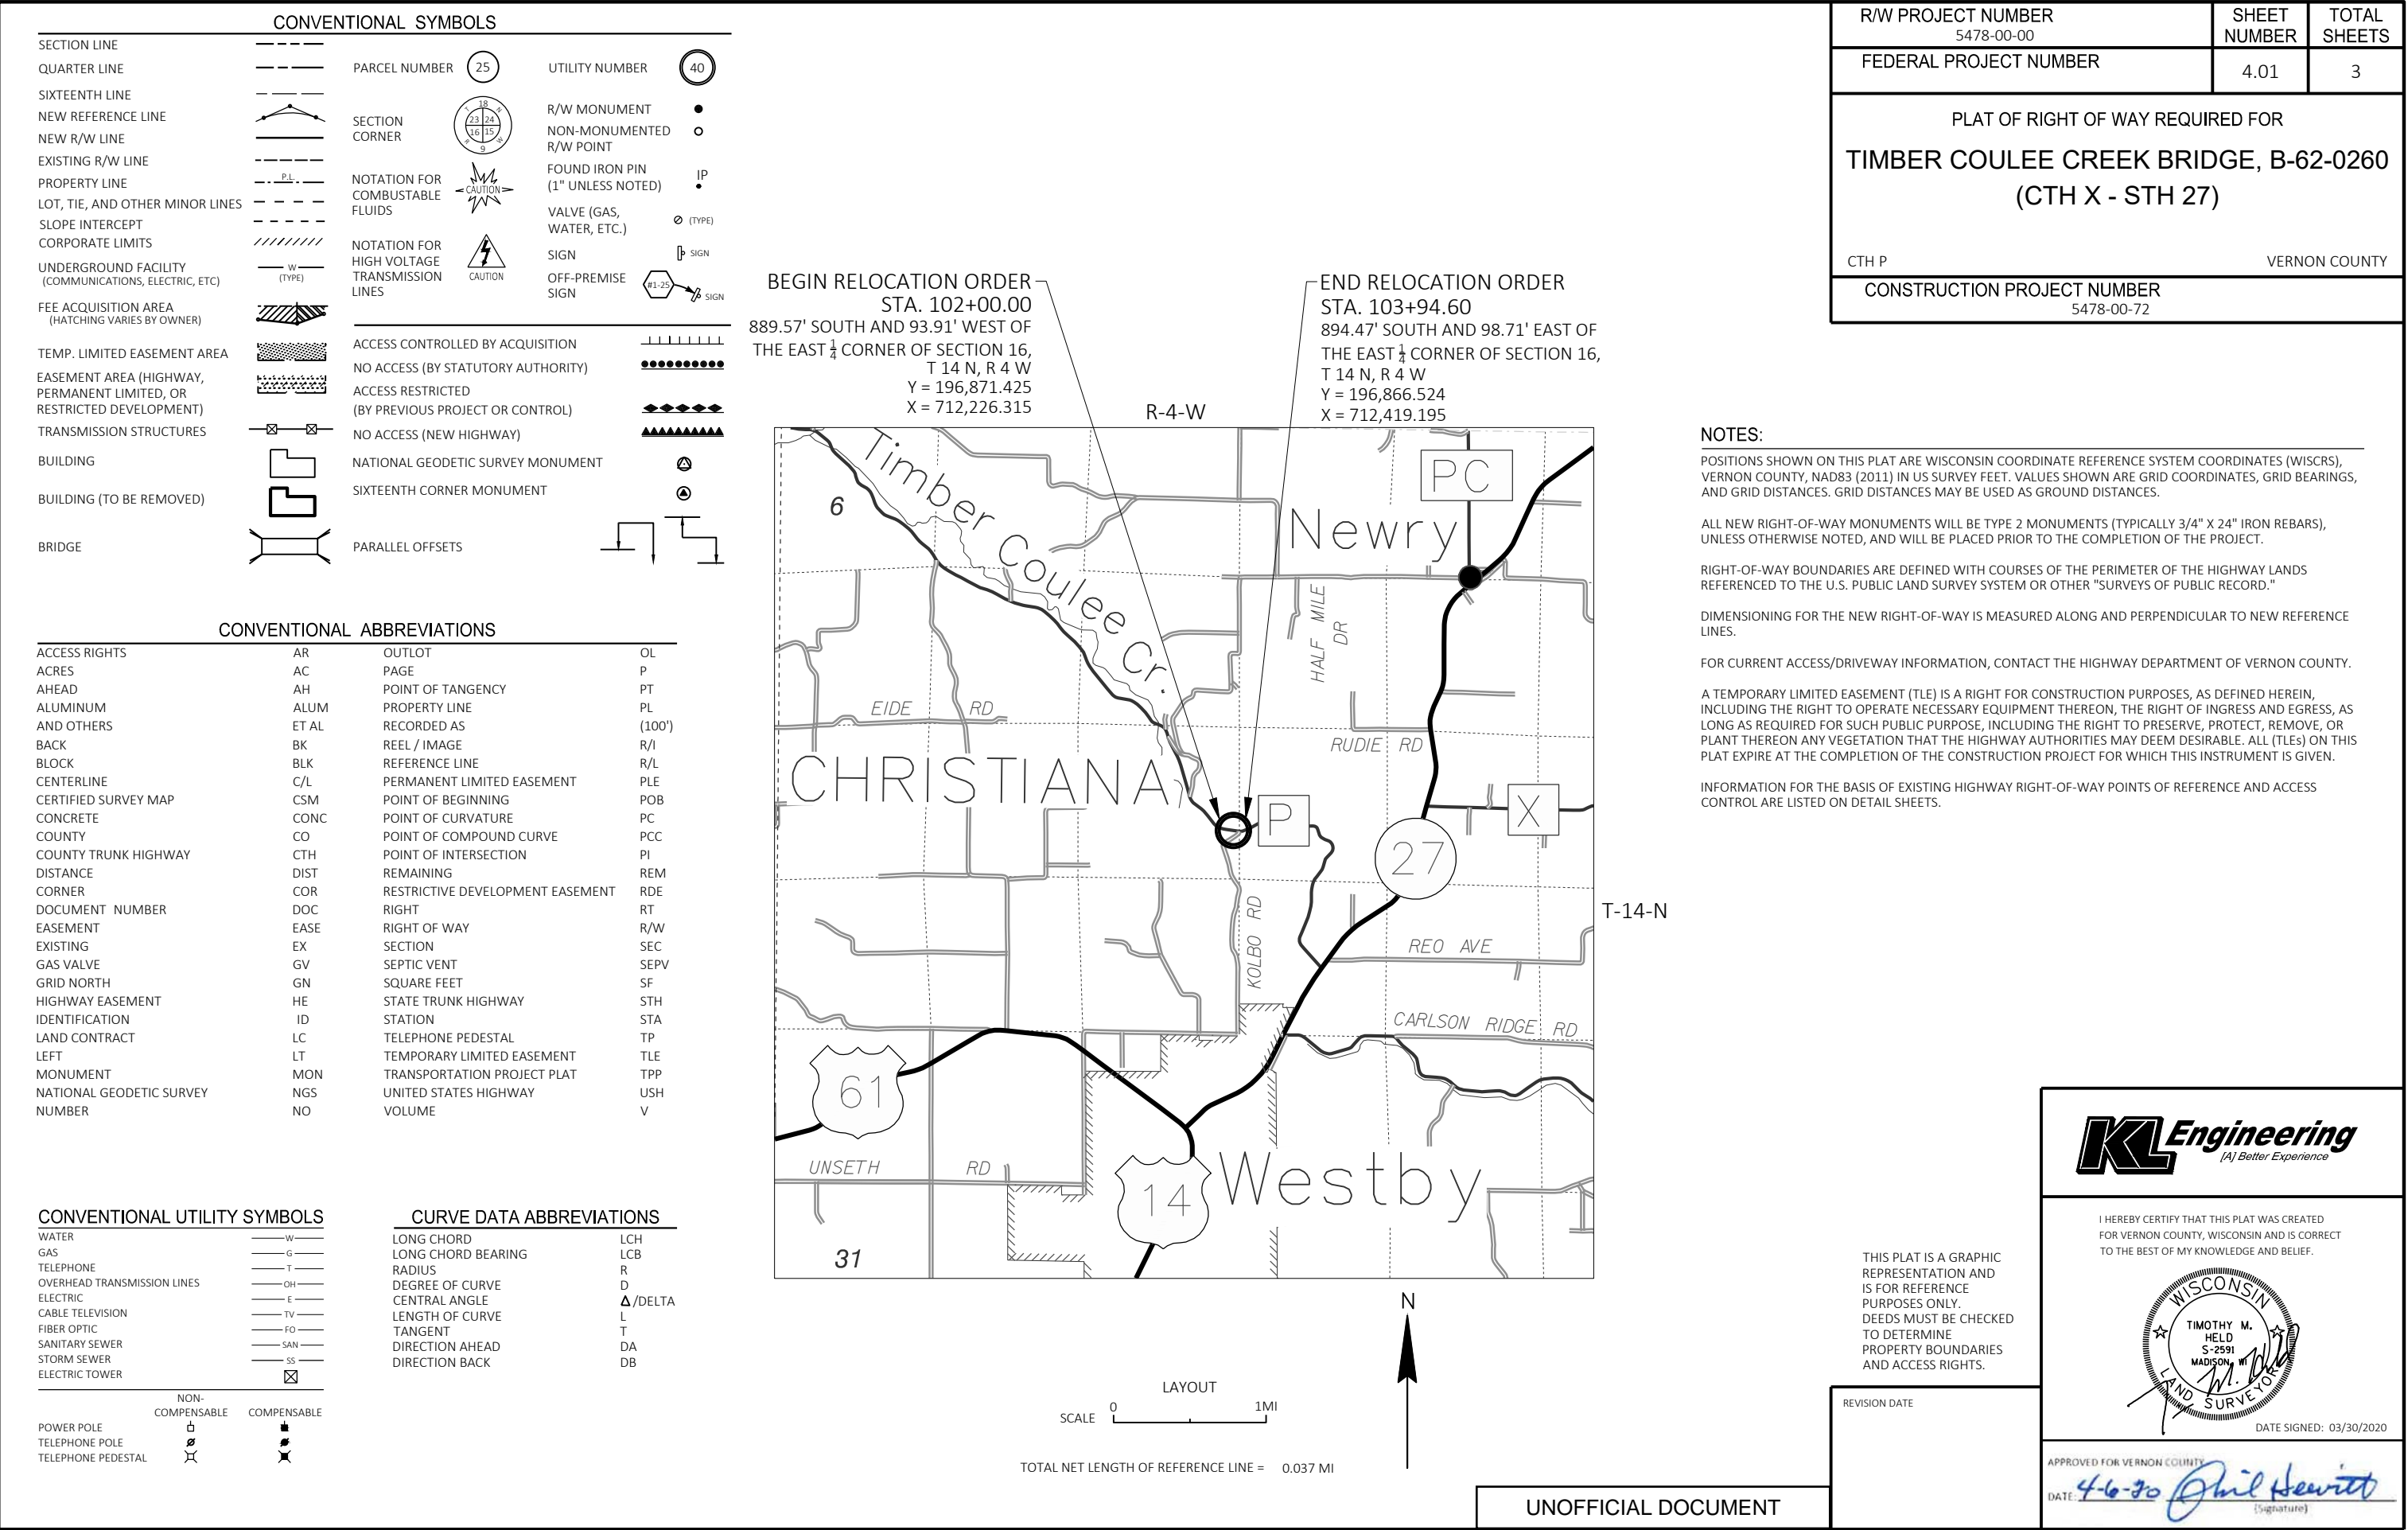 CONVENTIONAL SYMBOLS
SECTION LINE
QUARTER LINE
SIXTEENTH LINE
NEW REFERENCE LINE
NEW R/W LINE
EXISTING R/W LINE
PROPERTY LINE
P.L.
LOT, TIE, AND OTHER MINOR LINES
SLOPE INTERCEPT
CORPORATE LIMITS
UNDERGROUND FACILITY
(COMMUNICATIONS, ELECTRIC, ETC)
W
(TYPE)
FEE ACQUISITION AREA
(HATCHING VARIES BY OWNER)
TEMP. LIMITED EASEMENT AREA
EASEMENT AREA (HIGHWAY,
PERMANENT LIMITED, OR
RESTRICTED DEVELOPMENT)
TRANSMISSION STRUCTURES
BUILDING
BUILDING (TO BE REMOVED)
BRIDGE
PARCEL NUMBER 25
SECTION
CORNER
18
T N
23 24
16 15
R W
9
NOTATION FOR
COMBUSTABLE
FLUIDS
CAUTION
NOTATION FOR
HIGH VOLTAGE
TRANSMISSION
LINES
CAUTION
UTILITY NUMBER 40
R/W MONUMENT
NON-MONUMENTED
R/W POINT
FOUND IRON PIN
(1" UNLESS NOTED)
IP
VALVE (GAS,
WATER, ETC.)
(TYPE)
SIGN
SIGN
OFF-PREMISE
SIGN
#1-25
SIGN
ACCESS CONTROLLED BY ACQUISITION
NO ACCESS (BY STATUTORY AUTHORITY)
ACCESS RESTRICTED
(BY PREVIOUS PROJECT OR CONTROL)
NO ACCESS (NEW HIGHWAY)
NATIONAL GEODETIC SURVEY MONUMENT
SIXTEENTH CORNER MONUMENT
PARALLEL OFFSETS
CONVENTIONAL ABBREVIATIONS
ACCESS RIGHTS AR OUTLOT OL
ACRES AC PAGE P
AHEAD AH POINT OF TANGENCY PT
ALUMINUM ALUM PROPERTY LINE PL
AND OTHERS ET AL RECORDED AS (100')
BACK BK REEL / IMAGE R/I
BLOCK BLK REFERENCE LINE R/L
CENTERLINE C/L PERMANENT LIMITED EASEMENT PLE
CERTIFIED SURVEY MAP CSM POINT OF BEGINNING POB
CONCRETE CONC POINT OF CURVATURE PC
COUNTY CO POINT OF COMPOUND CURVE PCC
COUNTY TRUNK HIGHWAY CTH POINT OF INTERSECTION PI
DISTANCE DIST REMAINING REM
CORNER COR RESTRICTIVE DEVELOPMENT EASEMENT RDE
DOCUMENT NUMBER DOC RIGHT RT
EASEMENT EASE RIGHT OF WAY R/W
EXISTING EX SECTION SEC
GAS VALVE GV SEPTIC VENT SEPV
GRID NORTH GN SQUARE FEET SF
HIGHWAY EASEMENT HE STATE TRUNK HIGHWAY STH
IDENTIFICATION ID STATION STA
LAND CONTRACT LC TELEPHONE PEDESTAL TP
LEFT LT TEMPORARY LIMITED EASEMENT TLE
MONUMENT MON TRANSPORTATION PROJECT PLAT TPP
NATIONAL GEODETIC SURVEY NGS UNITED STATES HIGHWAY USH
NUMBER NO VOLUME V
CONVENTIONAL UTILITY SYMBOLS
WATER W
GAS G
TELEPHONE T
OVERHEAD TRANSMISSION LINES OH
ELECTRIC E
CABLE TELEVISION TV
FIBER OPTIC FO
SANITARY SEWER SAN
STORM SEWER SS
ELECTRIC TOWER
NON-
COMPENSABLE COMPENSABLE
POWER POLE
TELEPHONE POLE
TELEPHONE PEDESTAL
CURVE DATA ABBREVIATIONS
LONG CHORD LCH
LONG CHORD BEARING LCB
RADIUS R
DEGREE OF CURVE D
CENTRAL ANGLE Δ/DELTA
LENGTH OF CURVE L
TANGENT T
DIRECTION AHEAD DA
DIRECTION BACK DB
BEGIN RELOCATION ORDER
STA. 102+00.00
889.57' SOUTH AND 93.91' WEST OF
THE EAST 1/4 CORNER OF SECTION 16,
T 14 N, R 4 W
Y = 196,871.425
X = 712,226.315
END RELOCATION ORDER
STA. 103+94.60
894.47' SOUTH AND 98.71' EAST OF
THE EAST 1/4 CORNER OF SECTION 16,
T 14 N, R 4 W
Y = 196,866.524
X = 712,419.195
R-4-W
T-14-N
6
Timber Coulee Cr.
PC
Newry
HALF MILE
DR
EIDE RD
RUDIE RD
CHRISTIANA
P
X
27
KOLBO RD
REO AVE
CARLSON RIDGE RD
61
UNSETH RD
14
Westby
31
N
LAYOUT
SCALE 0 1MI
TOTAL NET LENGTH OF REFERENCE LINE = 0.037 MI
R/W PROJECT NUMBER
5478-00-00
SHEET
NUMBER
4.01
TOTAL
SHEETS
3
FEDERAL PROJECT NUMBER
PLAT OF RIGHT OF WAY REQUIRED FOR
TIMBER COULEE CREEK BRIDGE, B-62-0260
(CTH X - STH 27)
CTH P VERNON COUNTY
CONSTRUCTION PROJECT NUMBER
5478-00-72
NOTES:
POSITIONS SHOWN ON THIS PLAT ARE WISCONSIN COORDINATE REFERENCE SYSTEM COORDINATES (WISCRS),
VERNON COUNTY, NAD83 (2011) IN US SURVEY FEET. VALUES SHOWN ARE GRID COORDINATES, GRID BEARINGS,
AND GRID DISTANCES. GRID DISTANCES MAY BE USED AS GROUND DISTANCES.
ALL NEW RIGHT-OF-WAY MONUMENTS WILL BE TYPE 2 MONUMENTS (TYPICALLY 3/4" X 24" IRON REBARS),
UNLESS OTHERWISE NOTED, AND WILL BE PLACED PRIOR TO THE COMPLETION OF THE PROJECT.
RIGHT-OF-WAY BOUNDARIES ARE DEFINED WITH COURSES OF THE PERIMETER OF THE HIGHWAY LANDS
REFERENCED TO THE U.S. PUBLIC LAND SURVEY SYSTEM OR OTHER "SURVEYS OF PUBLIC RECORD."
DIMENSIONING FOR THE NEW RIGHT-OF-WAY IS MEASURED ALONG AND PERPENDICULAR TO NEW REFERENCE
LINES.
FOR CURRENT ACCESS/DRIVEWAY INFORMATION, CONTACT THE HIGHWAY DEPARTMENT OF VERNON COUNTY.
A TEMPORARY LIMITED EASEMENT (TLE) IS A RIGHT FOR CONSTRUCTION PURPOSES, AS DEFINED HEREIN,
INCLUDING THE RIGHT TO OPERATE NECESSARY EQUIPMENT THEREON, THE RIGHT OF INGRESS AND EGRESS, AS
LONG AS REQUIRED FOR SUCH PUBLIC PURPOSE, INCLUDING THE RIGHT TO PRESERVE, PROTECT, REMOVE, OR
PLANT THEREON ANY VEGETATION THAT THE HIGHWAY AUTHORITIES MAY DEEM DESIRABLE. ALL (TLEs) ON THIS
PLAT EXPIRE AT THE COMPLETION OF THE CONSTRUCTION PROJECT FOR WHICH THIS INSTRUMENT IS GIVEN.
INFORMATION FOR THE BASIS OF EXISTING HIGHWAY RIGHT-OF-WAY POINTS OF REFERENCE AND ACCESS
CONTROL ARE LISTED ON DETAIL SHEETS.
THIS PLAT IS A GRAPHIC
REPRESENTATION AND
IS FOR REFERENCE
PURPOSES ONLY.
DEEDS MUST BE CHECKED
TO DETERMINE
PROPERTY BOUNDARIES
AND ACCESS RIGHTS.
REVISION DATE
KL Engineering
[A] Better Experience
I HEREBY CERTIFY THAT THIS PLAT WAS CREATED
FOR VERNON COUNTY, WISCONSIN AND IS CORRECT
TO THE BEST OF MY KNOWLEDGE AND BELIEF.
WISCONSIN
TIMOTHY M.
HELD
S-2591
MADISON, WI
LAND SURVEYOR
DATE SIGNED: 03/30/2020
APPROVED FOR VERNON COUNTY
DATE: 4-6-20 Phil Hewitt
(Signature)
UNOFFICIAL DOCUMENT